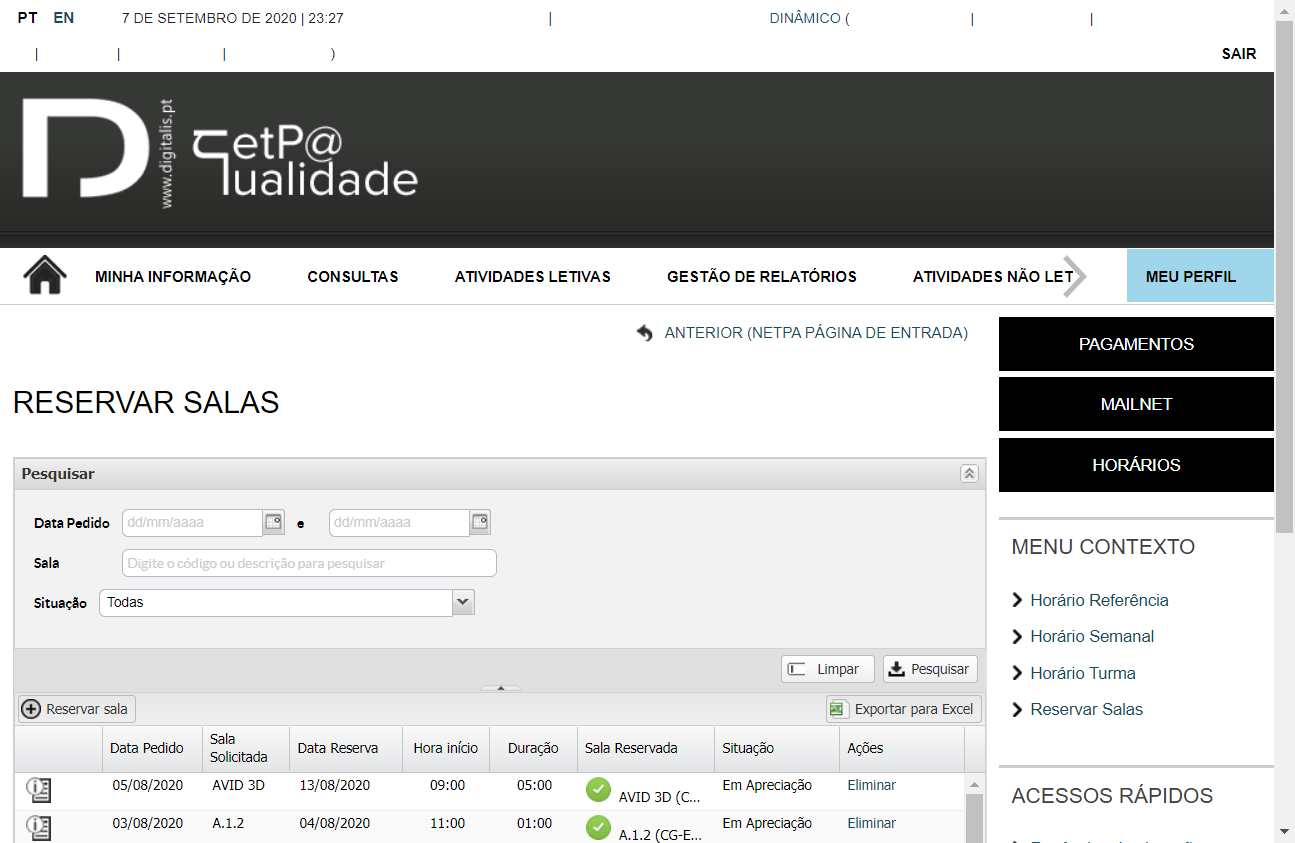 PT EN 7 DE SETEMBRO DE 2020 | 23:27 | DINÂMICO ( | |
| | | )
SAIR
www.digitalis.pt
netP@
qualidade
MINHA INFORMAÇÃO CONSULTAS ATIVIDADES LETIVAS GESTÃO DE RELATÓRIOS ATIVIDADES NÃO LET MEU PERFIL
ANTERIOR (NETPA PÁGINA DE ENTRADA)
RESERVAR SALAS
Pesquisar
Data Pedido dd/mm/aaaa e dd/mm/aaaa
Sala Digite o código ou descrição para pesquisar
Situação Todas
Limpar Pesquisar
Reservar sala Exportar para Excel
Data Pedido Sala Solicitada Data Reserva Hora início Duração Sala Reservada Situação Ações
05/08/2020 AVID 3D 13/08/2020 09:00 05:00 AVID 3D (C... Em Apreciação Eliminar
03/08/2020 A.1.2 04/08/2020 11:00 01:00 A.1.2 (CG-E... Em Apreciação Eliminar
PAGAMENTOS
MAILNET
HORÁRIOS
MENU CONTEXTO
Horário Referência
Horário Semanal
Horário Turma
Reservar Salas
ACESSOS RÁPIDOS